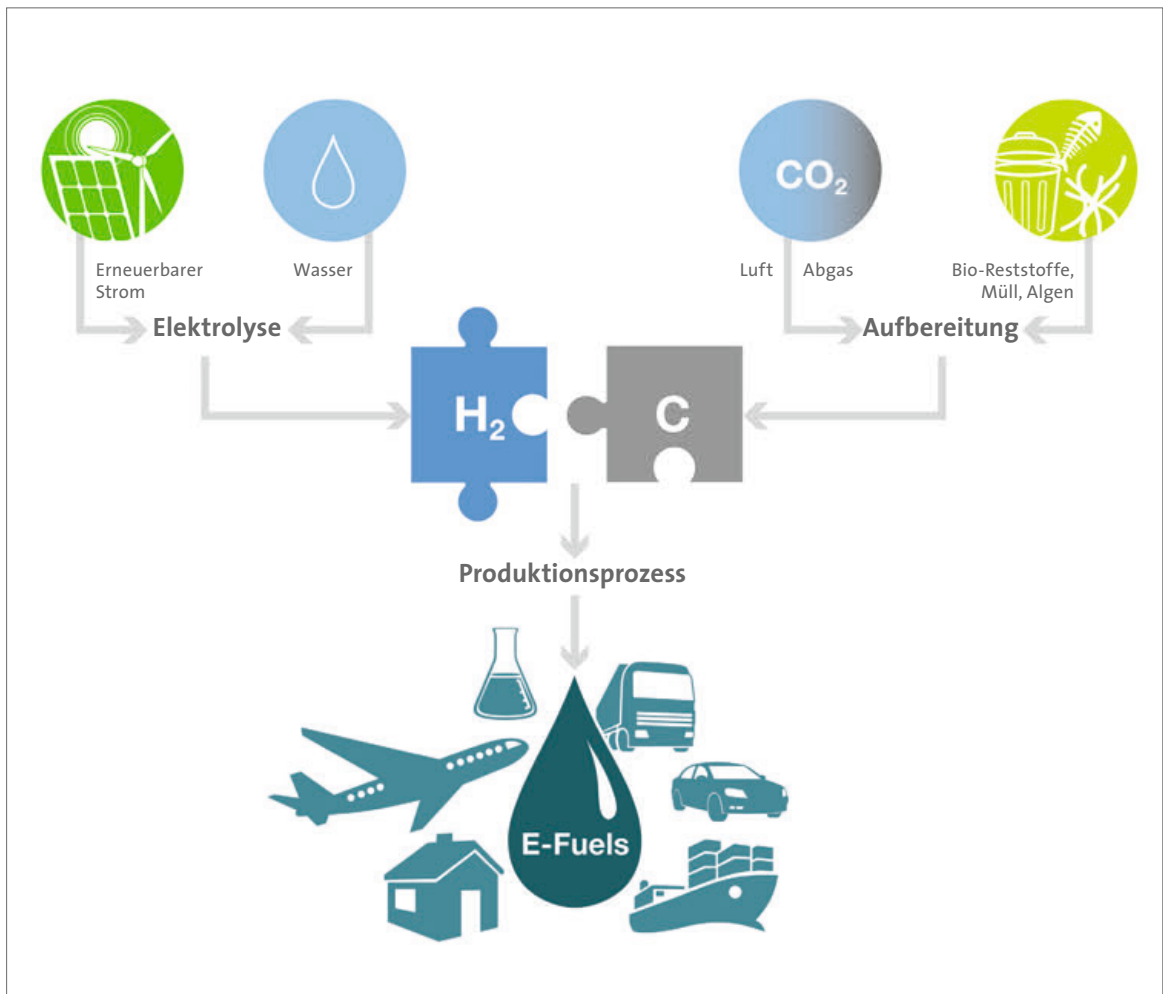 CO₂
Erneuerbarer
Strom
Wasser
Luft
Abgas
Bio-Reststoffe,
Müll, Algen
Elektrolyse
Aufbereitung
H₂
C
Produktionsprozess
E-Fuels